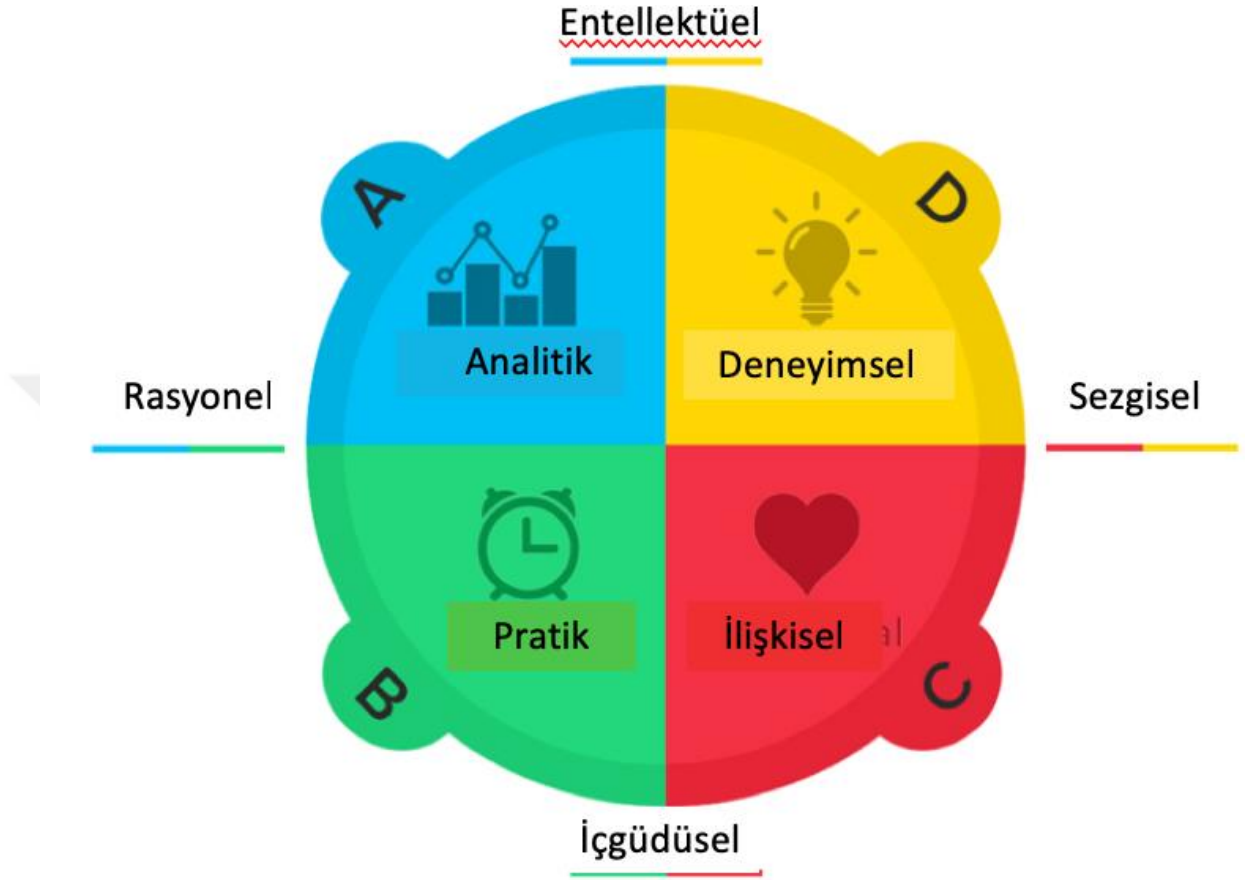 Entellektüel
A
D
Analitik
Deneyimsel
Rasyonel
Sezgisel
Pratik
İlişkisel
B
C
İçgüdüsel